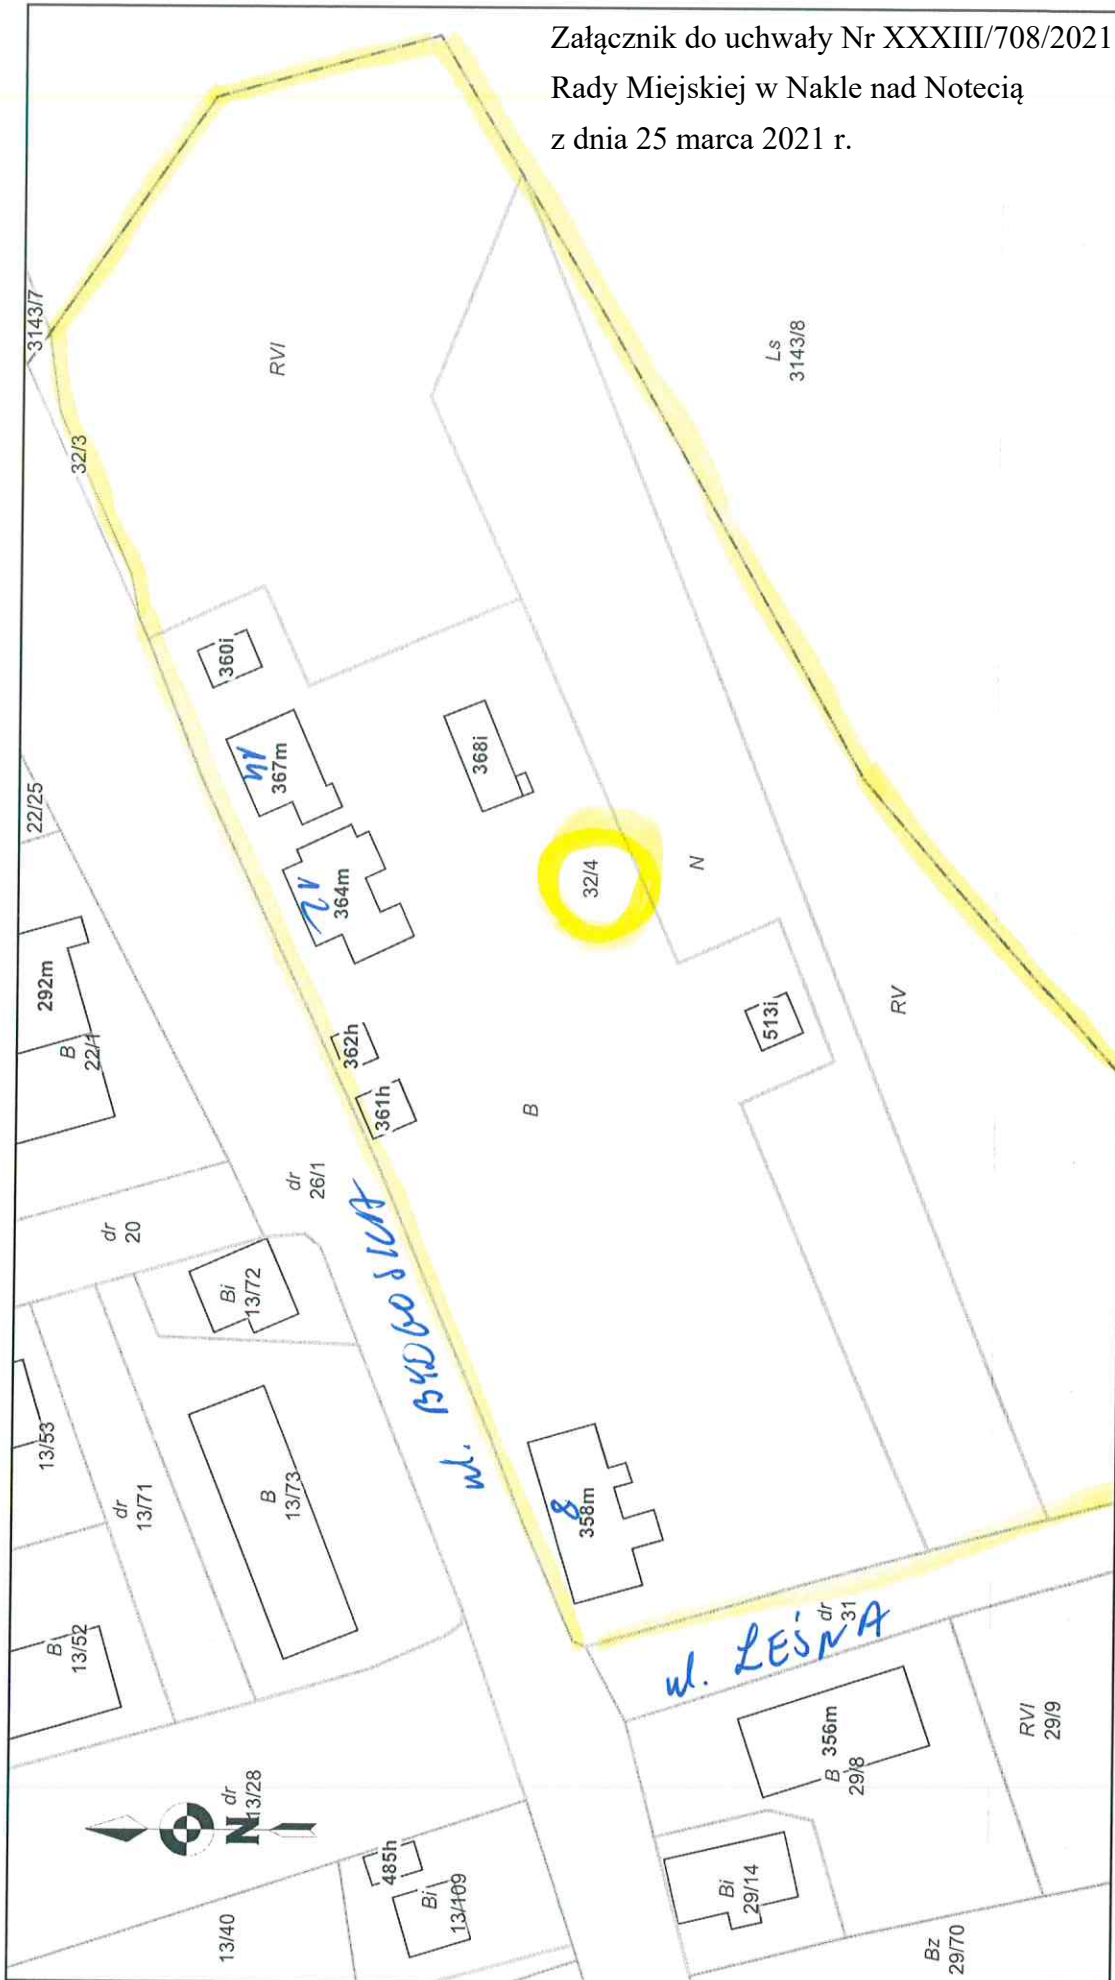 Załącznik do uchwały Nr XXXIII/708/2021
Rady Miejskiej w Nakle nad Notecią
z dnia 25 marca 2021 r.
3143/7
32/3
RVI
Ls
3143/8
360i
367m
368i
22/25
364m
32/4
N
292m
B
22/1
362h
361h
513i
RV
B
dr
26/1
dr
20
Bi
13/72
ul. BYDGOSKA
13/53
dr
13/71
B
13/73
8
358m
B
13/52
dr
31
ul. LEŚNA
356m
B
29/8
RVI
29/9
dr
13/28
N
485h
Bi
13/109
13/40
Bi
29/14
Bz
29/70